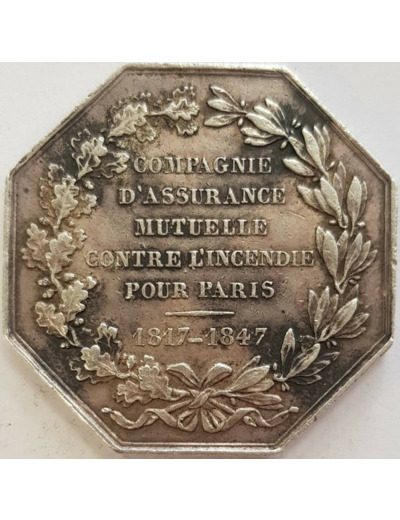 COMPAGNIE
D'ASSURANCE
MUTUELLE
CONTRE L'INCENDIE
POUR PARIS
1817-1847